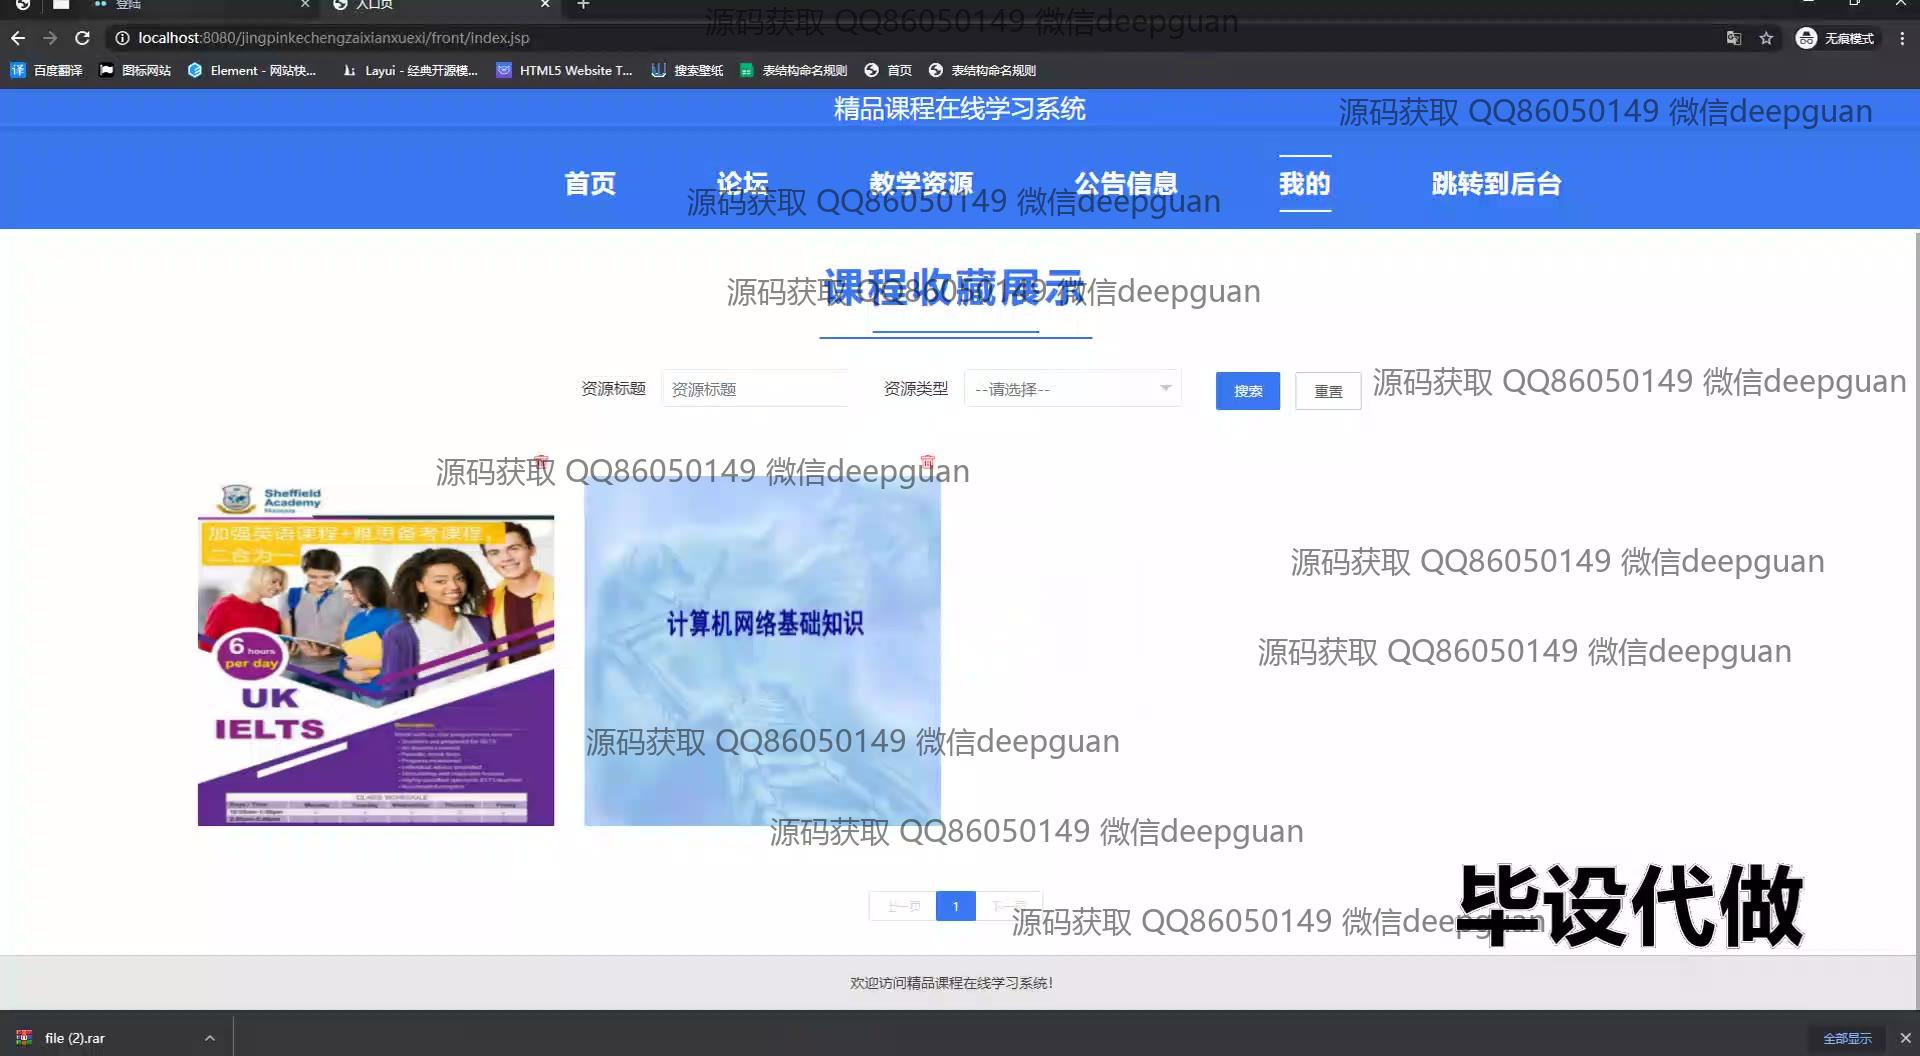 登陆
入口页
源码获取 QQ86050149 微信deepguan
localhost:8080/jingpinkechengzaixianxuexi/front/index.jsp
无痕模式
百度翻译
图标网站
Element - 网站快...
Layui - 经典开源模...
HTML5 Website T...
搜索壁纸
表结构命名规则
首页
表结构命名规则
精品课程在线学习系统
源码获取 QQ86050149 微信deepguan
首页
论坛
教学资源
公告信息
我的
跳转到后台
源码获取 QQ86050149 微信deepguan
课程收藏展示
源码获取 QQ86050149 微信deepguan
资源标题
资源标题
资源类型
--请选择--
搜索
重置
源码获取 QQ86050149 微信deepguan
源码获取 QQ86050149 微信deepguan
Sheffield
Academy
加强英语课程+雅思备考课程,
二合为一
6 hours
per day
UK
IELTS
计算机网络基础知识
源码获取 QQ86050149 微信deepguan
源码获取 QQ86050149 微信deepguan
源码获取 QQ86050149 微信deepguan
源码获取 QQ86050149 微信deepguan
上一页
1
下一页
源码获取 QQ86050149 微信deepguan
毕设代做
欢迎访问精品课程在线学习系统!
file (2).rar
全部显示